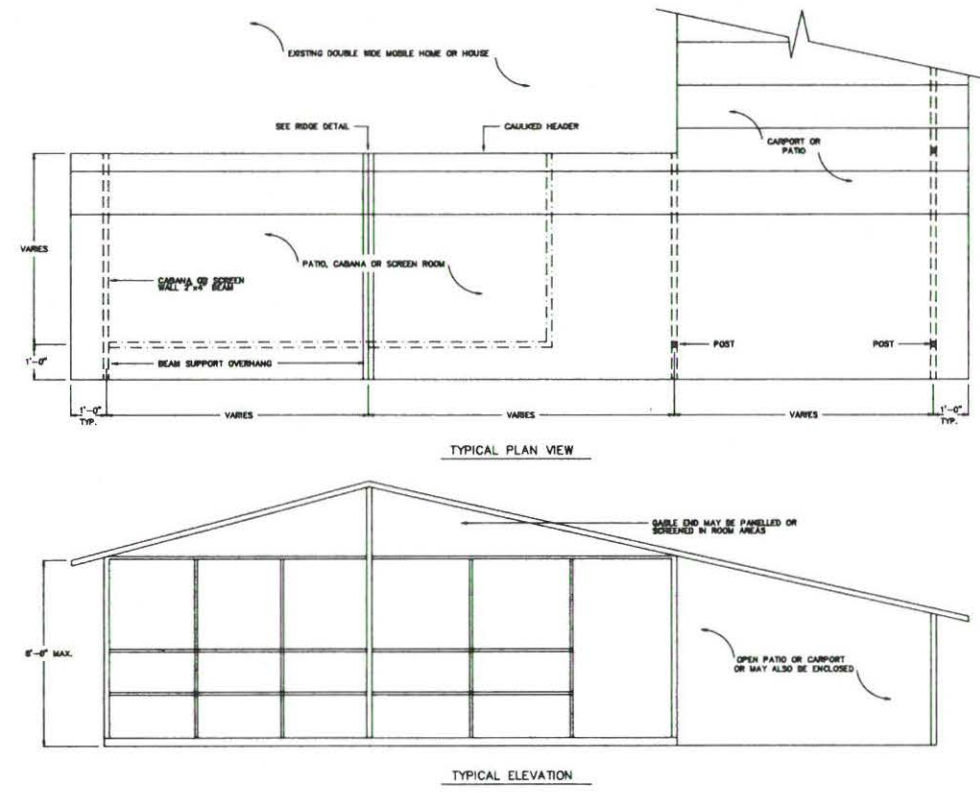 EXISTING DOUBLE WIDE MOBILE HOME OR HOUSE
SEE RIDGE DETAIL
CAULKED HEADER
CARPORT OR
PATIO
VARIES
PATIO, CABANA OR SCREEN ROOM
CABANA OR SCREEN
WALL 2"x4" BEAM
1'-0"
BEAM SUPPORT OVERHANG
POST
POST
1'-0"
TYP.
VARIES
VARIES
VARIES
1'-0"
TYP.
TYPICAL PLAN VIEW
GABLE END MAY BE PANELLED OR
SCREENED IN ROOM AREAS
8'-0" MAX.
OPEN PATIO OR CARPORT
OR MAY ALSO BE ENCLOSED
TYPICAL ELEVATION